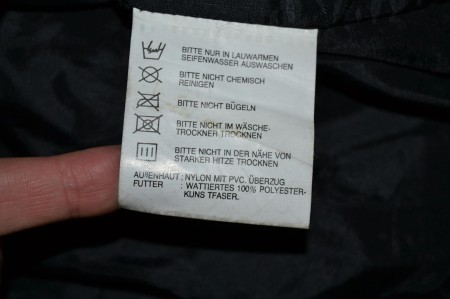 BITTE NUR IN LAUWARMEN
SEIFENWASSER AUSWASCHEN
BITTE NICHT CHEMISCH
REINIGEN
BITTE NICHT BÜGELN
BITTE NICHT IM WÄSCHE-
TROCKNER TROCKNEN
BITTE NICHT IN DER NÄHE VON
STARKER HITZE TROCKNEN
AUßENHAUT : NYLON MIT PVC. ÜBERZUG
FUTTER : WATTIERTES 100% POLYESTER-
KUNS TFASER.